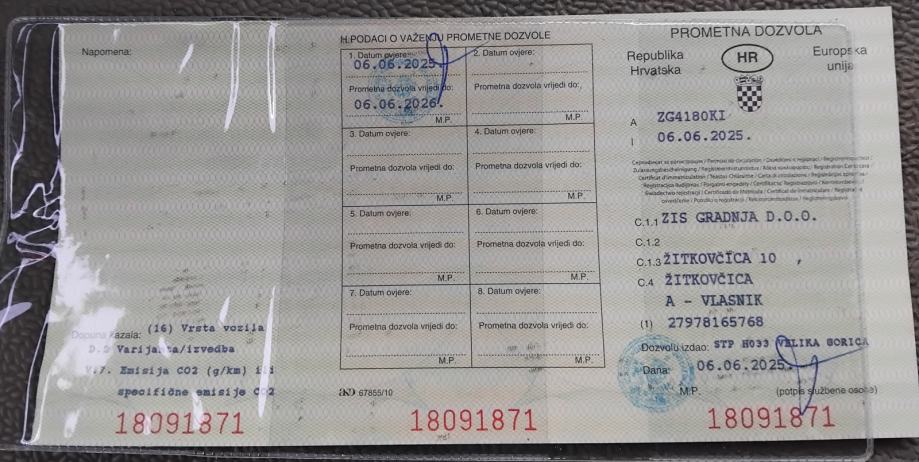 Napomena:
Dopuna kazala: (16) Vrsta vozila
D.2 Varijanta/izvedba
V.7. Emisija CO2 (g/km) ili
specifične emisije CO2
18091871
H.PODACI O VAŽENJU PROMETNE DOZVOLE
1. Datum ovjere:
06.06.2025.
Prometna dozvola vrijedi do:
06.06.2026.
M.P.
2. Datum ovjere:
Prometna dozvola vrijedi do:
M.P.
3. Datum ovjere:
Prometna dozvola vrijedi do:
M.P.
4. Datum ovjere:
Prometna dozvola vrijedi do:
M.P.
5. Datum ovjere:
Prometna dozvola vrijedi do:
M.P.
6. Datum ovjere:
Prometna dozvola vrijedi do:
M.P.
7. Datum ovjere:
Prometna dozvola vrijedi do:
M.P.
8. Datum ovjere:
Prometna dozvola vrijedi do:
M.P.
67855/10
18091871
PROMETNA DOZVOLA
Republika Hrvatska
HR
Europska unija
A ZG4180KI
I 06.06.2025.
C.1.1 ZIS GRADNJA D.O.O.
C.1.2
C.1.3 ŽITKOVČICA 10 ,
C.4 ŽITKOVČICA
A - VLASNIK
(1) 27978165768
Dozvolu izdao: STP H033 VELIKA GORICA
Dana: 06.06.2025.
M.P. (potpis službene osobe)
18091871